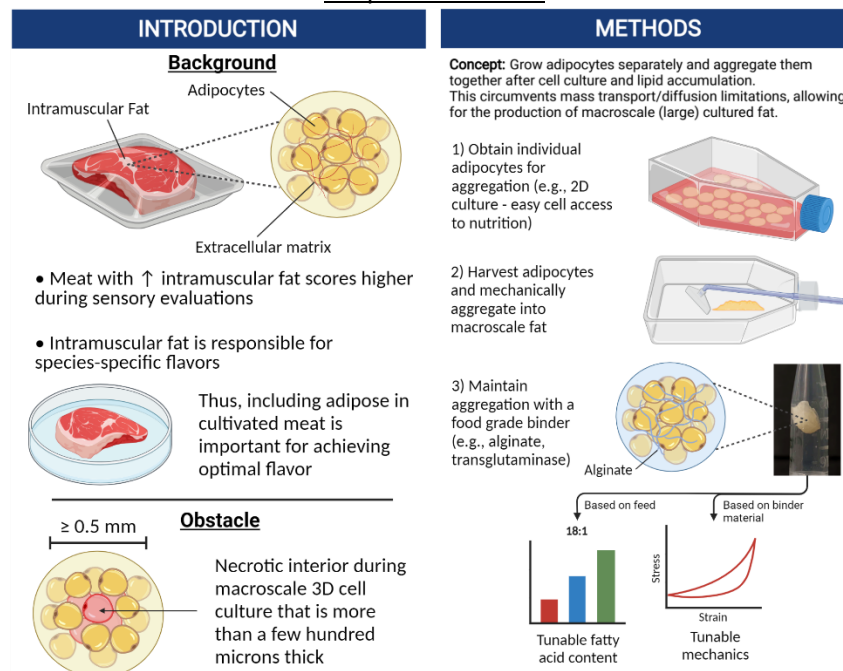 INTRODUCTION
Background
Adipocytes
Intramuscular Fat
Extracellular matrix
• Meat with ↑ intramuscular fat scores higher
during sensory evaluations
• Intramuscular fat is responsible for
species-specific flavors
Thus, including adipose in
cultivated meat is
important for achieving
optimal flavor
Obstacle
≥ 0.5 mm
Necrotic interior during
macroscale 3D cell
culture that is more
than a few hundred
microns thick
METHODS
Concept: Grow adipocytes separately and aggregate them
together after cell culture and lipid accumulation.
This circumvents mass transport/diffusion limitations, allowing
for the production of macroscale (large) cultured fat.
1) Obtain individual
adipocytes for
aggregation (e.g., 2D
culture - easy cell access
to nutrition)
2) Harvest adipocytes
and mechanically
aggregate into
macroscale fat
3) Maintain
aggregation with a
food grade binder
(e.g., alginate,
transglutaminase)
Alginate
Based on feed
Based on binder
material
18:1
Tunable fatty
acid content
Stress
Strain
Tunable
mechanics